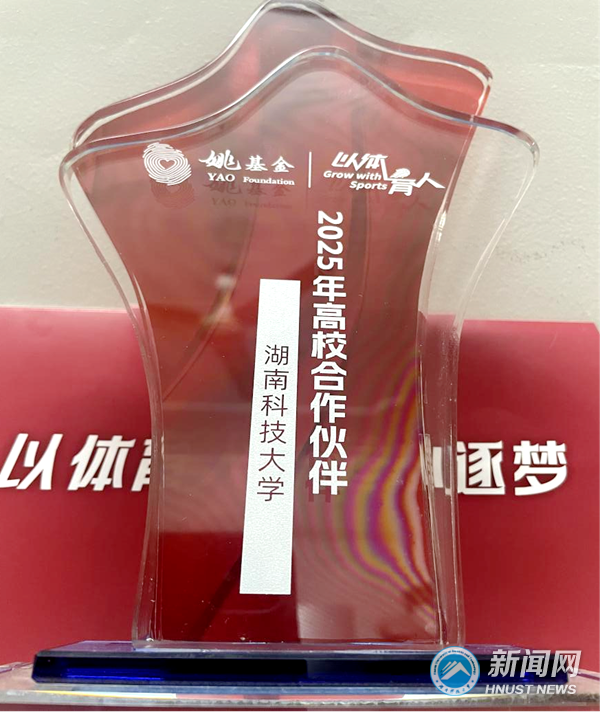 姚基金
YAO Foundation
以体育人
Grow with
Sports
2025年高校合作伙伴
湖南科技大学
以体育
逐梦
新闻网
HNUST NEWS